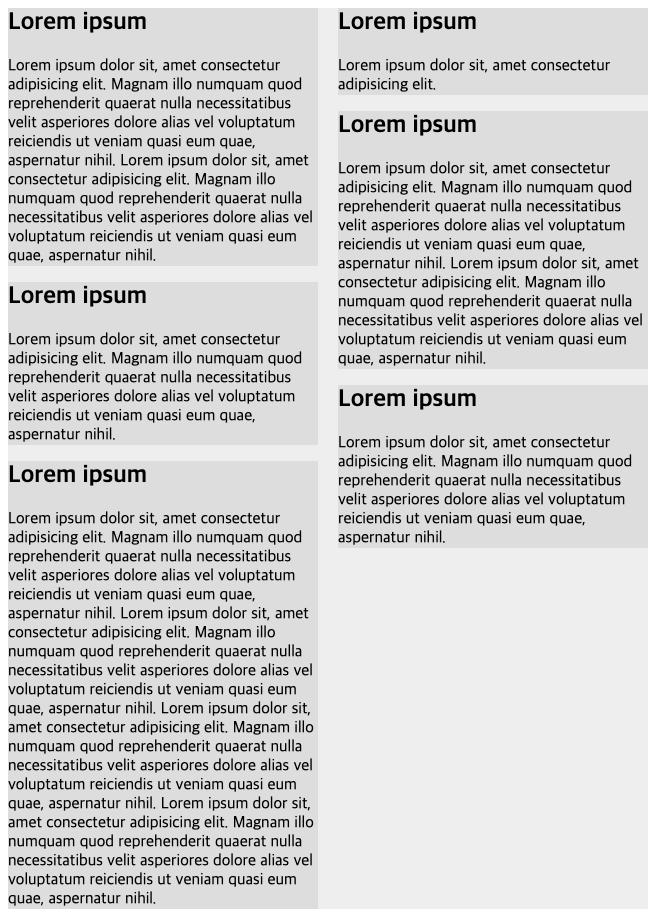 Lorem ipsum
Lorem ipsum dolor sit, amet consectetur
adipisicing elit. Magnam illo numquam quod
reprehenderit quaerat nulla necessitatibus
velit asperiores dolore alias vel voluptatum
reiciendis ut veniam quasi eum quae,
aspernatur nihil. Lorem ipsum dolor sit, amet
consectetur adipisicing elit. Magnam illo
numquam quod reprehenderit quaerat nulla
necessitatibus velit asperiores dolore alias vel
voluptatum reiciendis ut veniam quasi eum
quae, aspernatur nihil.
Lorem ipsum
Lorem ipsum dolor sit, amet consectetur
adipisicing elit. Magnam illo numquam quod
reprehenderit quaerat nulla necessitatibus
velit asperiores dolore alias vel voluptatum
reiciendis ut veniam quasi eum quae,
aspernatur nihil.
Lorem ipsum
Lorem ipsum dolor sit, amet consectetur
adipisicing elit. Magnam illo numquam quod
reprehenderit quaerat nulla necessitatibus
velit asperiores dolore alias vel voluptatum
reiciendis ut veniam quasi eum quae,
aspernatur nihil. Lorem ipsum dolor sit, amet
consectetur adipisicing elit. Magnam illo
numquam quod reprehenderit quaerat nulla
necessitatibus velit asperiores dolore alias vel
voluptatum reiciendis ut veniam quasi eum
quae, aspernatur nihil. Lorem ipsum dolor sit,
amet consectetur adipisicing elit. Magnam illo
numquam quod reprehenderit quaerat nulla
necessitatibus velit asperiores dolore alias vel
voluptatum reiciendis ut veniam quasi eum
quae, aspernatur nihil. Lorem ipsum dolor sit,
amet consectetur adipisicing elit. Magnam illo
numquam quod reprehenderit quaerat nulla
necessitatibus velit asperiores dolore alias vel
voluptatum reiciendis ut veniam quasi eum
quae, aspernatur nihil.
Lorem ipsum
Lorem ipsum dolor sit, amet consectetur
adipisicing elit.
Lorem ipsum
Lorem ipsum dolor sit, amet consectetur
adipisicing elit. Magnam illo numquam quod
reprehenderit quaerat nulla necessitatibus
velit asperiores dolore alias vel voluptatum
reiciendis ut veniam quasi eum quae,
aspernatur nihil. Lorem ipsum dolor sit, amet
consectetur adipisicing elit. Magnam illo
numquam quod reprehenderit quaerat nulla
necessitatibus velit asperiores dolore alias vel
voluptatum reiciendis ut veniam quasi eum
quae, aspernatur nihil.
Lorem ipsum
Lorem ipsum dolor sit, amet consectetur
adipisicing elit. Magnam illo numquam quod
reprehenderit quaerat nulla necessitatibus
velit asperiores dolore alias vel voluptatum
reiciendis ut veniam quasi eum quae,
aspernatur nihil.